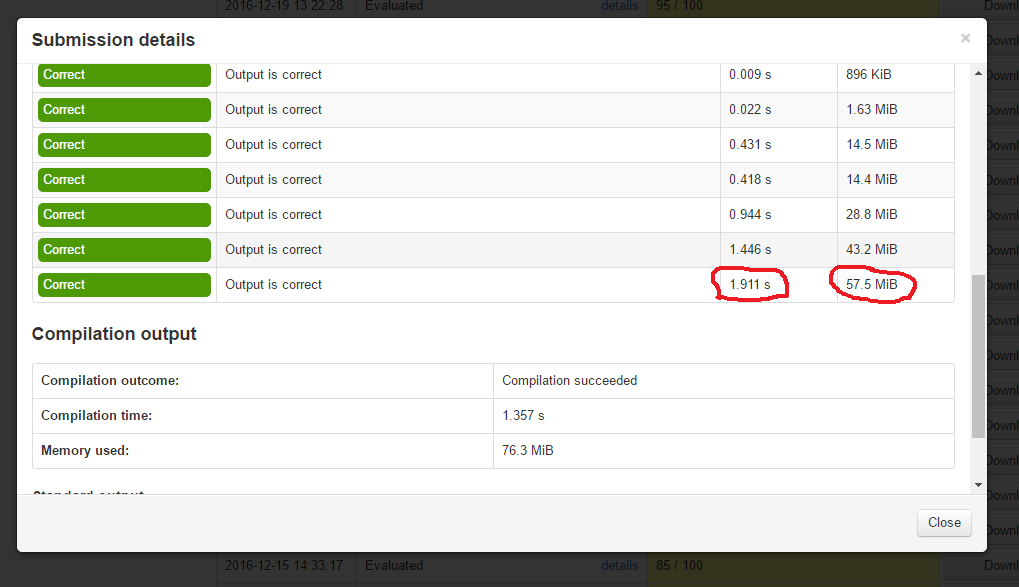 2016-12-19 13:22:28 Evaluated details 95 / 100 Downl
Submission details ×
Correct Output is correct 0.009 s 896 KiB
Correct Output is correct 0.022 s 1.63 MiB
Correct Output is correct 0.431 s 14.5 MiB
Correct Output is correct 0.418 s 14.4 MiB
Correct Output is correct 0.944 s 28.8 MiB
Correct Output is correct 1.446 s 43.2 MiB
Correct Output is correct 1.911 s 57.5 MiB
Compilation output
Compilation outcome: Compilation succeeded
Compilation time: 1.357 s
Memory used: 76.3 MiB
Standard output
Close
2016-12-15 14:33:17 Evaluated details 85 / 100 Downl